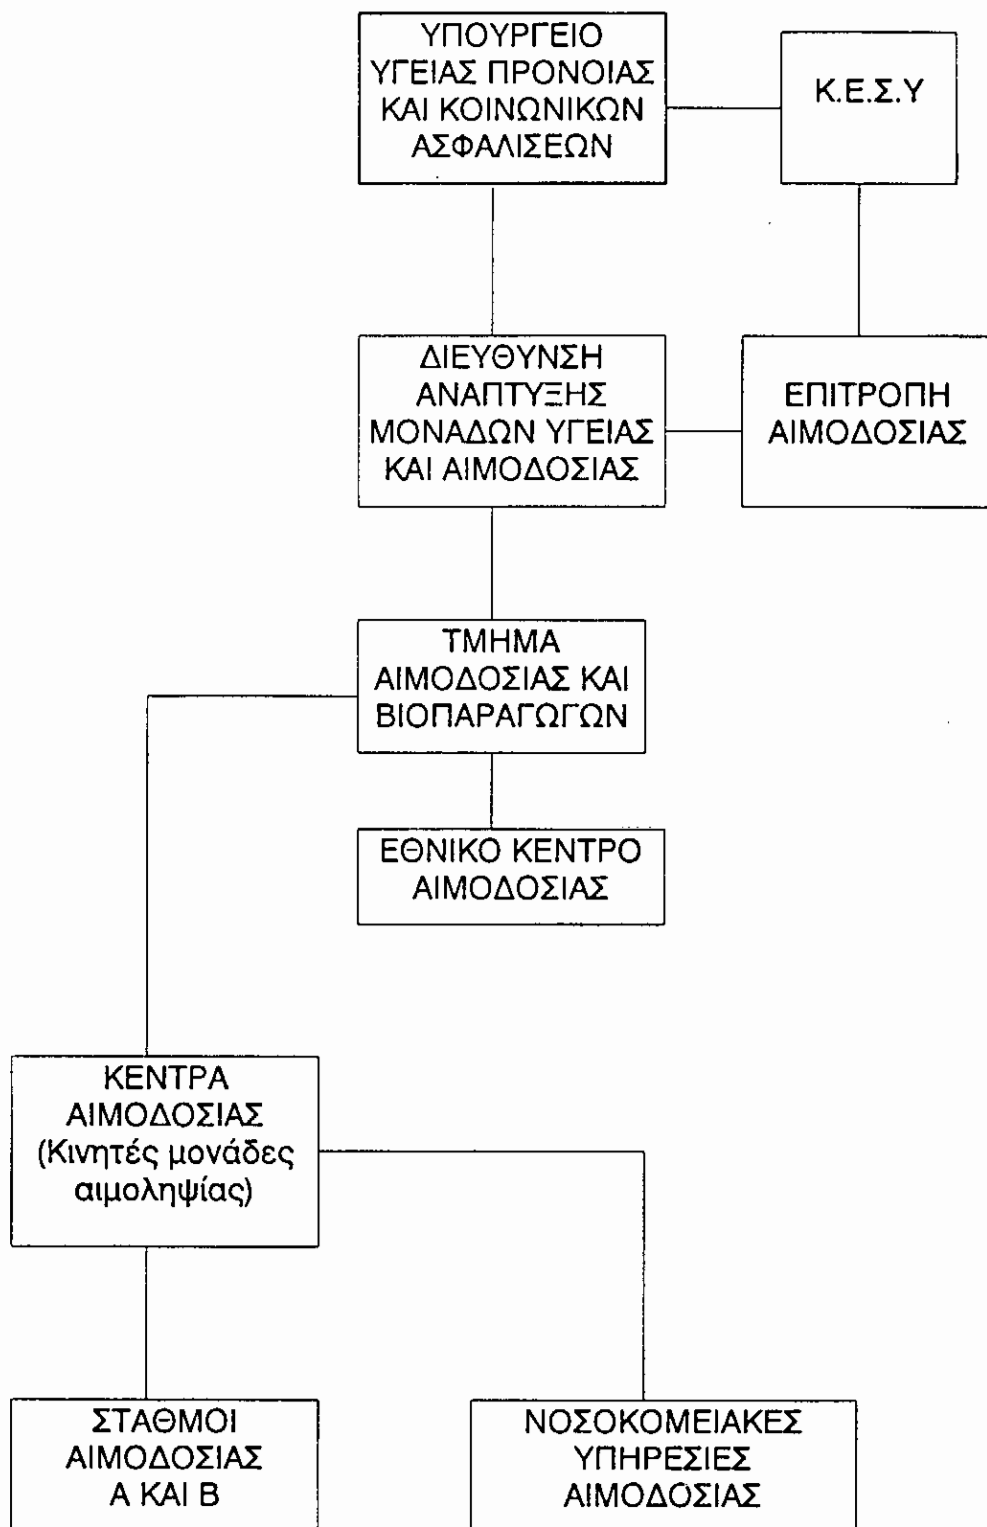 ΥΠΟΥΡΓΕΙΟ
ΥΓΕΙΑΣ ΠΡΟΝΟΙΑΣ
ΚΑΙ ΚΟΙΝΩΝΙΚΩΝ
ΑΣΦΑΛΙΣΕΩΝ
Κ.Ε.Σ.Υ
ΔΙΕΥΘΥΝΣΗ
ΑΝΑΠΤΥΞΗΣ
ΜΟΝΑΔΩΝ ΥΓΕΙΑΣ
ΚΑΙ ΑΙΜΟΔΟΣΙΑΣ
ΕΠΙΤΡΟΠΗ
ΑΙΜΟΔΟΣΙΑΣ
ΤΜΗΜΑ
ΑΙΜΟΔΟΣΙΑΣ ΚΑΙ
ΒΙΟΠΑΡΑΓΩΓΩΝ
ΕΘΝΙΚΟ ΚΕΝΤΡΟ
ΑΙΜΟΔΟΣΙΑΣ
ΚΕΝΤΡΑ
ΑΙΜΟΔΟΣΙΑΣ
(Κινητές μονάδες
αιμοληψίας)
ΣΤΑΘΜΟΙ
ΑΙΜΟΔΟΣΙΑΣ
Α ΚΑΙ Β
ΝΟΣΟΚΟΜΕΙΑΚΕΣ
ΥΠΗΡΕΣΙΕΣ
ΑΙΜΟΔΟΣΙΑΣ